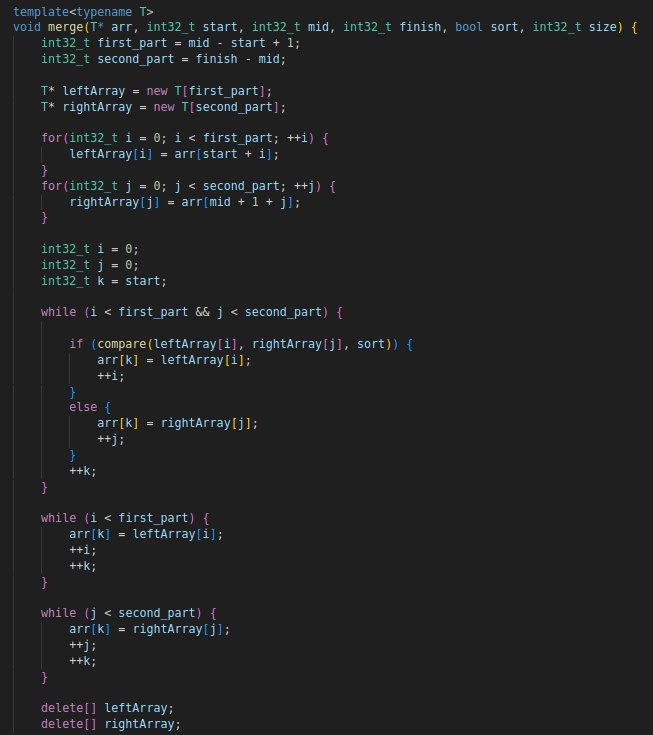 template<typename T>
void merge(T* arr, int32_t start, int32_t mid, int32_t finish, bool sort, int32_t size) {
    int32_t first_part = mid - start + 1;
    int32_t second_part = finish - mid;

    T* leftArray = new T[first_part];
    T* rightArray = new T[second_part];

    for(int32_t i = 0; i < first_part; ++i) {
        leftArray[i] = arr[start + i];
    }
    for(int32_t j = 0; j < second_part; ++j) {
        rightArray[j] = arr[mid + 1 + j];
    }

    int32_t i = 0;
    int32_t j = 0;
    int32_t k = start;

    while (i < first_part && j < second_part) {

        if (compare(leftArray[i], rightArray[j], sort)) {
            arr[k] = leftArray[i];
            ++i;
        }
        else {
            arr[k] = rightArray[j];
            ++j;
        }
        ++k;
    }

    while (i < first_part) {
        arr[k] = leftArray[i];
        ++i;
        ++k;
    }

    while (j < second_part) {
        arr[k] = rightArray[j];
        ++j;
        ++k;
    }

    delete[] leftArray;
    delete[] rightArray;